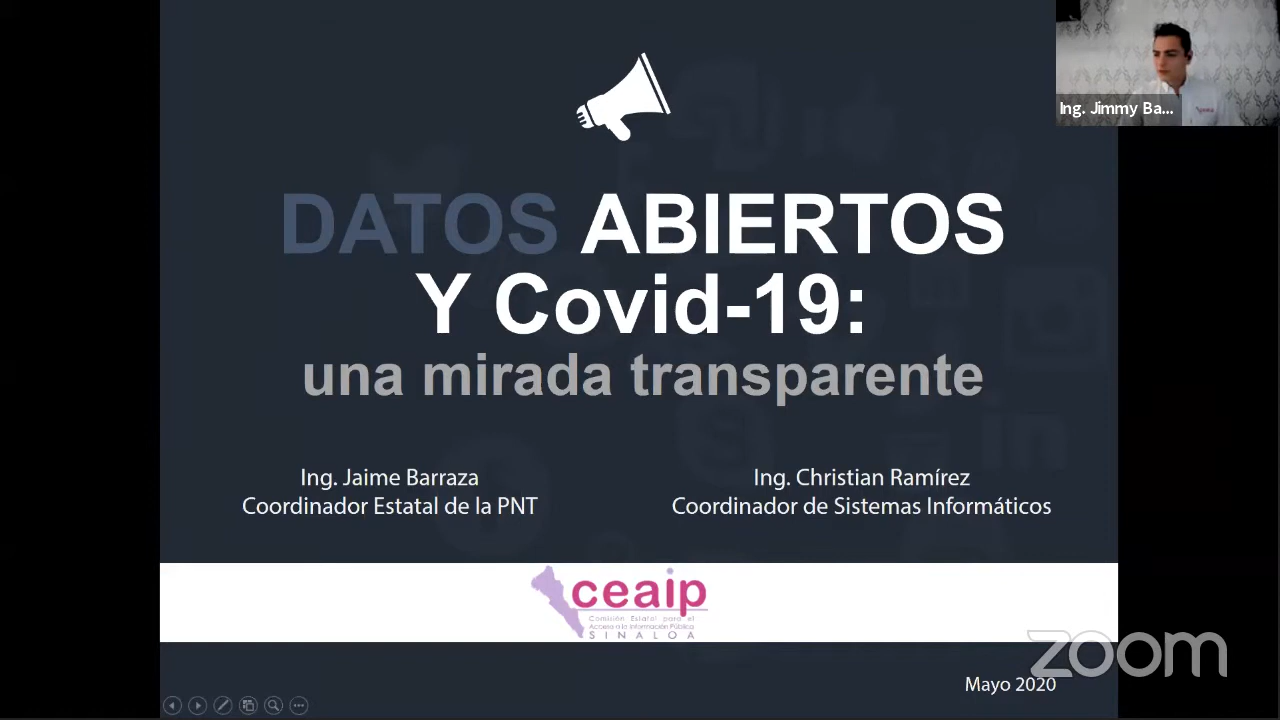 Ing. Jimmy Ba...
DATOS ABIERTOS
Y Covid-19:
una mirada transparente
Ing. Jaime Barraza
Coordinador Estatal de la PNT
Ing. Christian Ramírez
Coordinador de Sistemas Informáticos
ceaip
Comisión Estatal para el
Acceso a la Información Pública
SINALOA
zoom
Mayo 2020